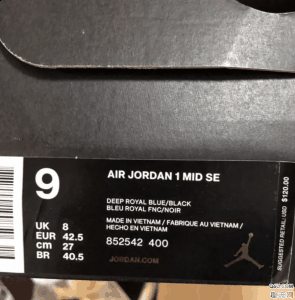 9
AIR JORDAN 1 MID SE
DEEP ROYAL BLUE/BLACK
BLEU ROYAL FNC/NOIR
MADE IN VIETNAM / FABRIQUE AU VIETNAM /
HECHO EN VIETNAM
852542 400
JORDAN.COM
UK 8
EUR 42.5
cm 27
BR 40.5
SUGGESTED RETAIL USD $120.00